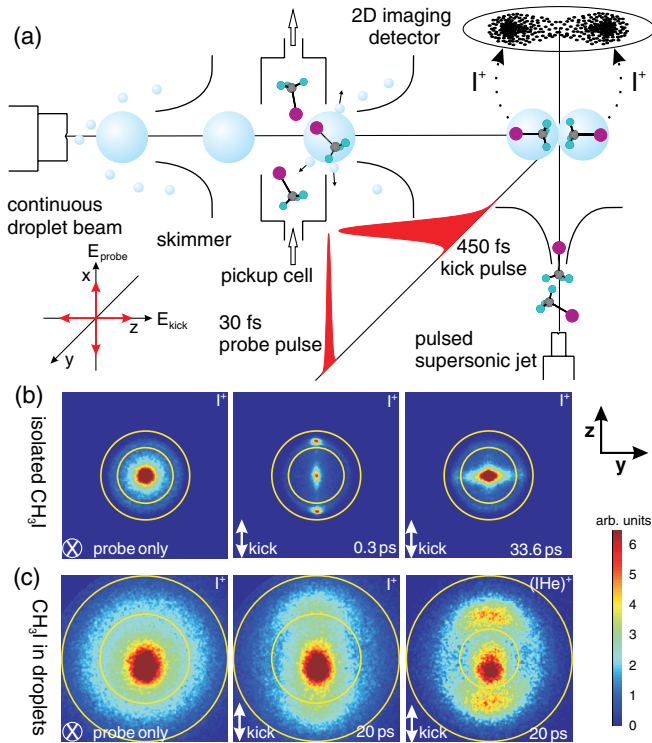 (a)
2D imaging
detector
I+
I+
continuous
droplet beam
skimmer
pickup cell
450 fs
kick pulse
30 fs
probe pulse
pulsed
supersonic jet
Eprobe
x
z
Ekick
y
(b)
isolated CH3I
I+
probe only
I+
kick
0.3 ps
I+
kick
33.6 ps
z
y
arb. units
6
5
4
3
2
1
0
(c)
CH3I in droplets
I+
probe only
I+
kick
20 ps
(IHe)+
kick
20 ps